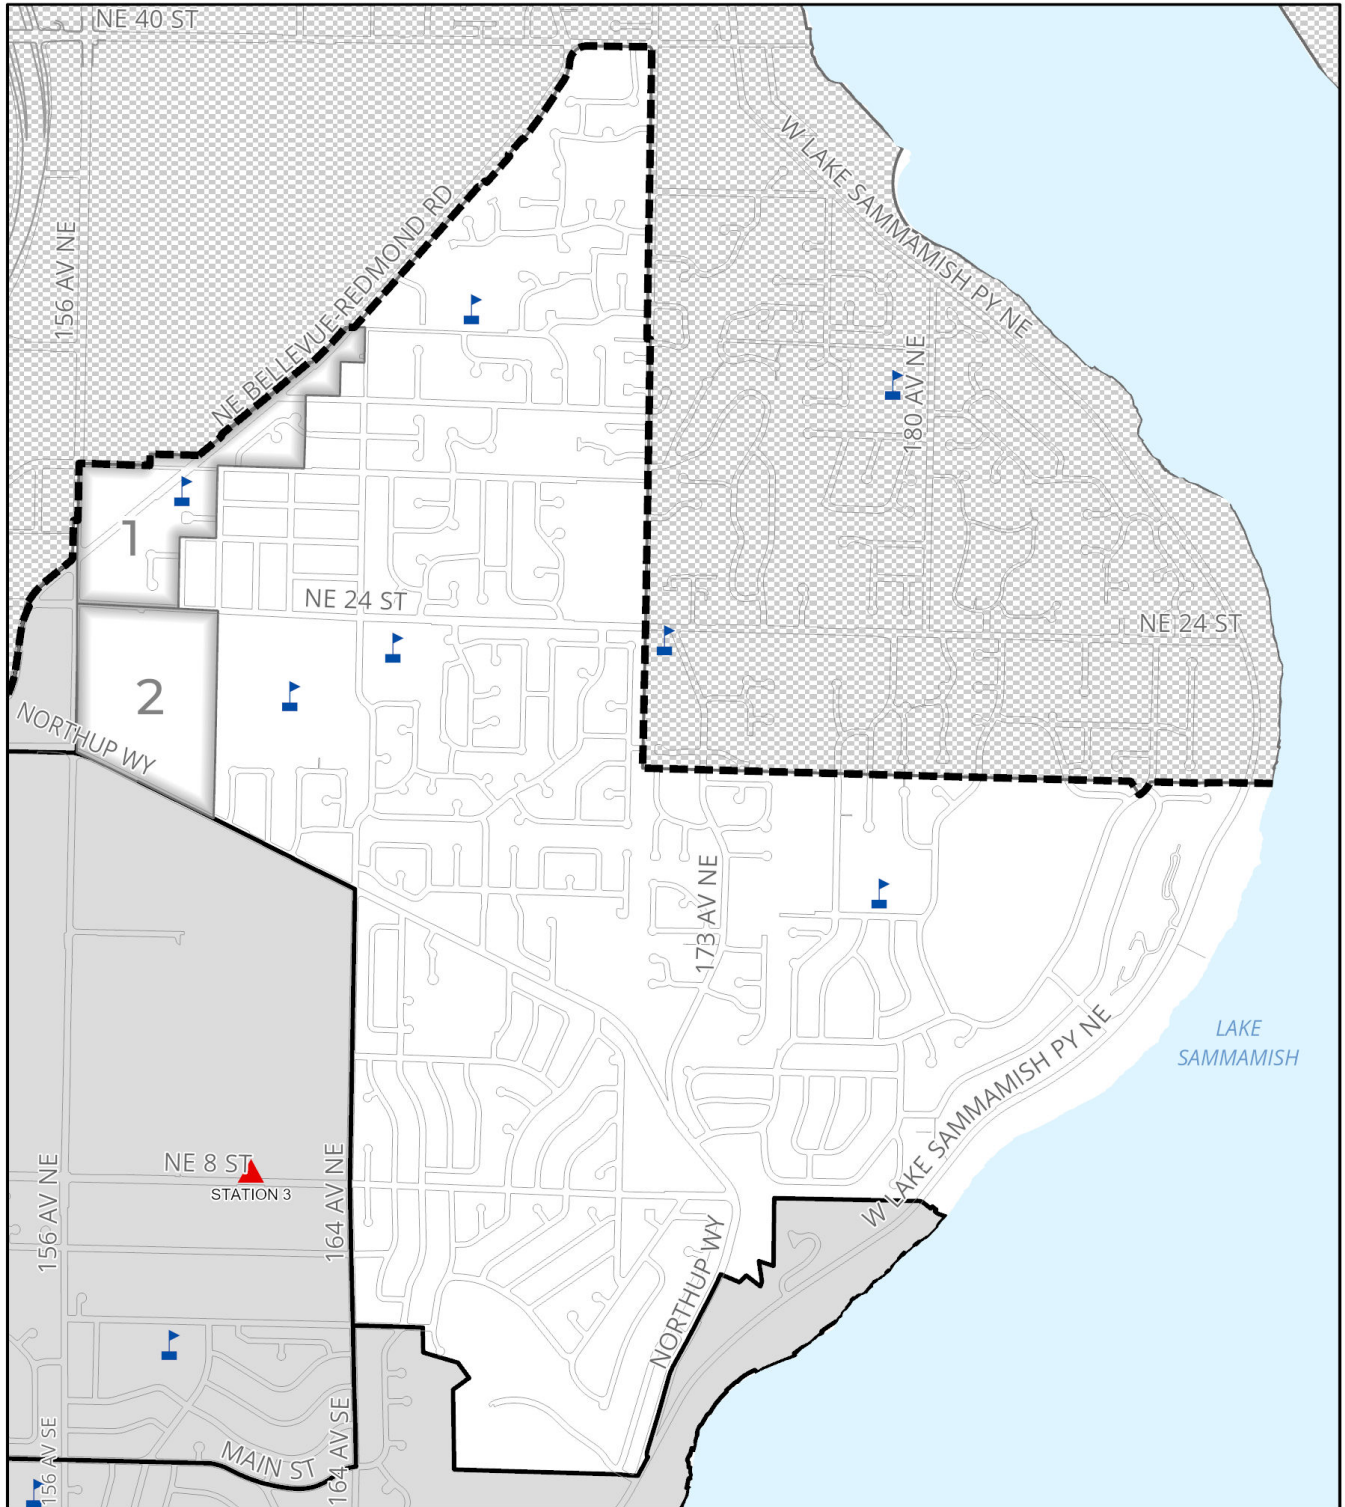 NE 40 ST
W LAKE SAMMAMISH PY NE
156 AV NE
NE BELLEVUE-REDMOND RD
180 AV NE
1
NE 24 ST
NE 24 ST
2
NORTHUP WY
173 AV NE
LAKE
SAMMAMISH
W LAKE SAMMAMISH PY NE
NE 8 ST
STATION 3
156 AV NE
164 AV NE
NORTHUP WY
MAIN ST
156 AV SE
164 AV SE